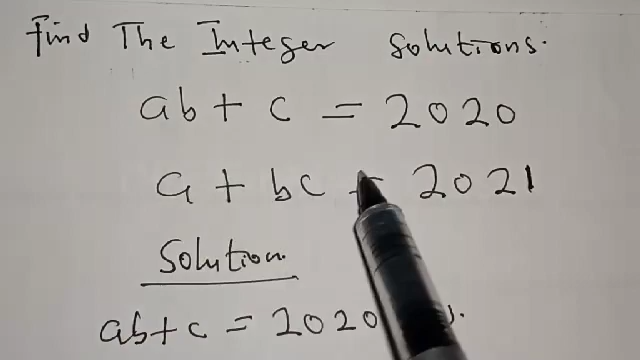 Find The Integer Solutions.
ab + c = 2020
a + bc = 2021
Solution
ab+c = 2020